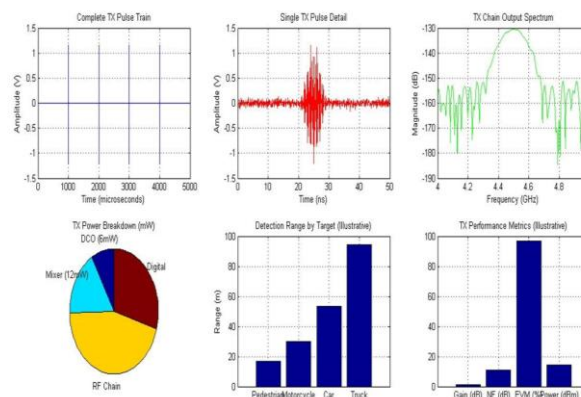 Complete TX Pulse Train
Single TX Pulse Detail
TX Chain Output Spectrum
Amplitude (V)
1.5
1
0.5
0
-0.5
-1
-1.5
0 1000 2000 3000 4000 5000
Time (microseconds)
Amplitude (V)
1.5
1
0.5
0
-0.5
-1
-1.5
0 10 20 30 40 50
Time (ns)
Magnitude (dB)
-130
-140
-150
-160
-170
-180
-190
4 4.2 4.4 4.6 4.8
Frequency (GHz)
TX Power Breakdown (mW)
DCO (6mW)
Digital
Mixer (12mW)
RF Chain
Detection Range by Target (Illustrative)
Range (m)
100
80
60
40
20
0
Pedestrian Motorcycle Car Truck
TX Performance Metrics (Illustrative)
100
80
60
40
20
0
Gain (dB) NF (dB) EVM (%) Power (dBm)